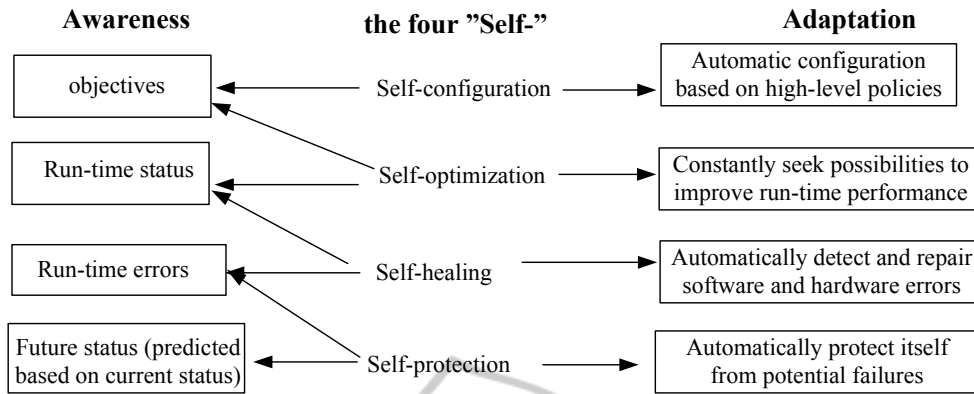 Awareness
the four ”Self-”
Adaptation
objectives
Self-configuration
Automatic configuration
based on high-level policies
Run-time status
Self-optimization
Constantly seek possibilities to
improve run-time performance
Run-time errors
Self-healing
Automatically detect and repair
software and hardware errors
Future status (predicted
based on current status)
Self-protection
Automatically protect itself
from potential failures